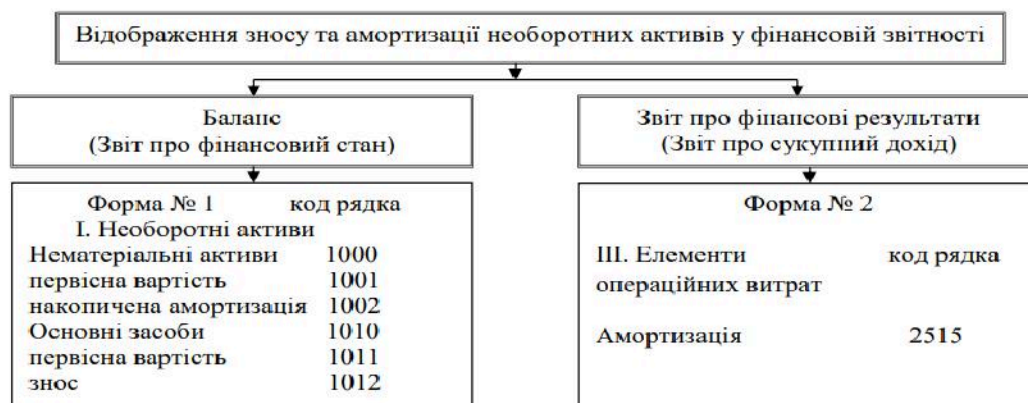 Відображення зносу та амортизації необоротних активів у фінансовій звітності
Баланс
(Звіт про фінансовий стан)
Звіт про фінансові результати
(Звіт про сукупний дохід)
Форма № 1 код рядка
І. Необоротні активи
Нематеріальні активи 1000
первісна вартість 1001
накопичена амортизація 1002
Основні засоби 1010
первісна вартість 1011
знос 1012
Форма № 2
ІІІ. Елементи код рядка
операційних витрат
Амортизація 2515